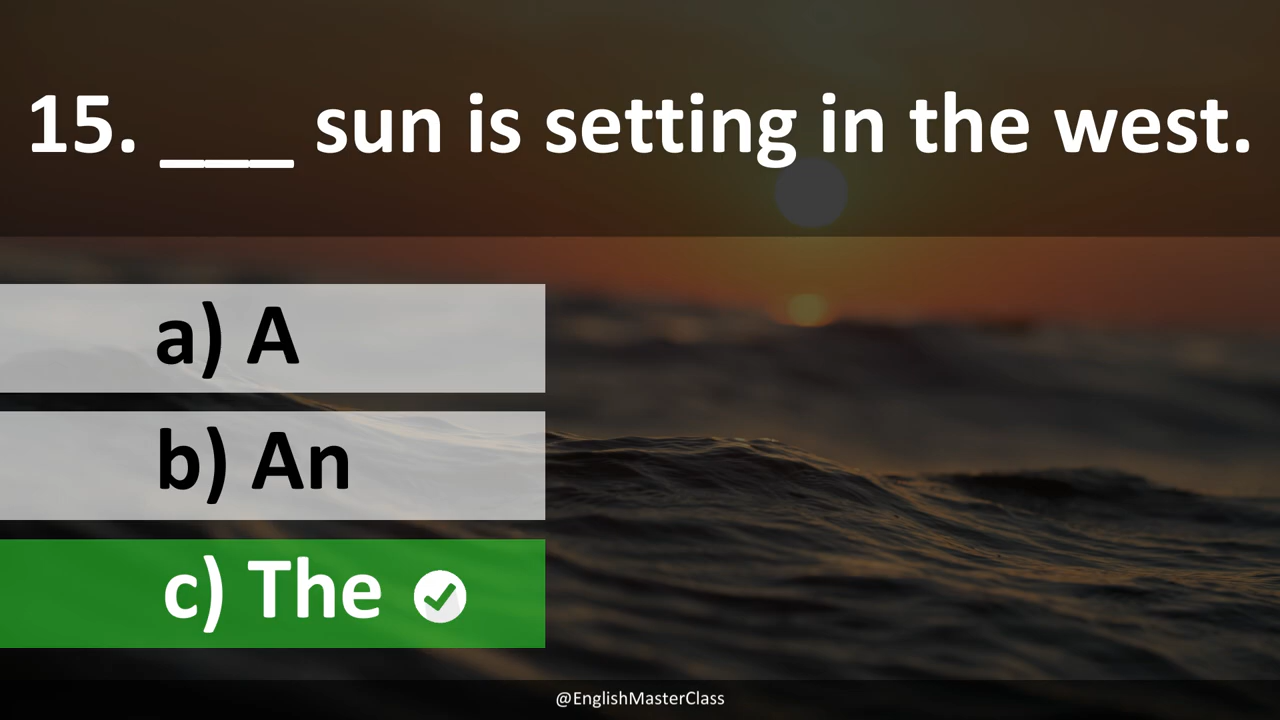 15. ___ sun is setting in the west.
a) A
b) An
c) The
@EnglishMasterClass